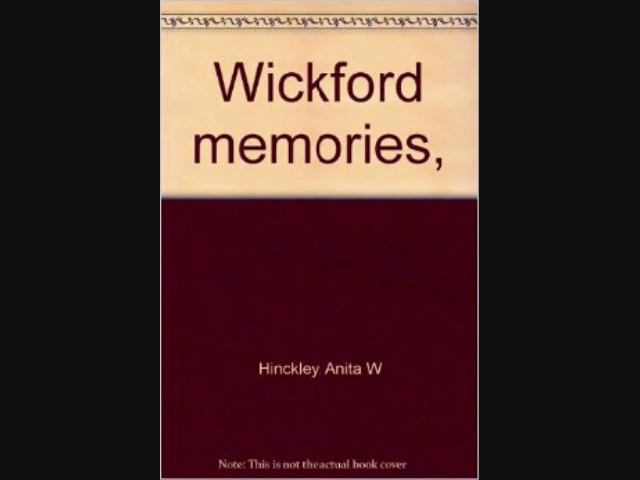 Wickford
memories,
Hinckley Anita W
Note: This is not theactual book cover